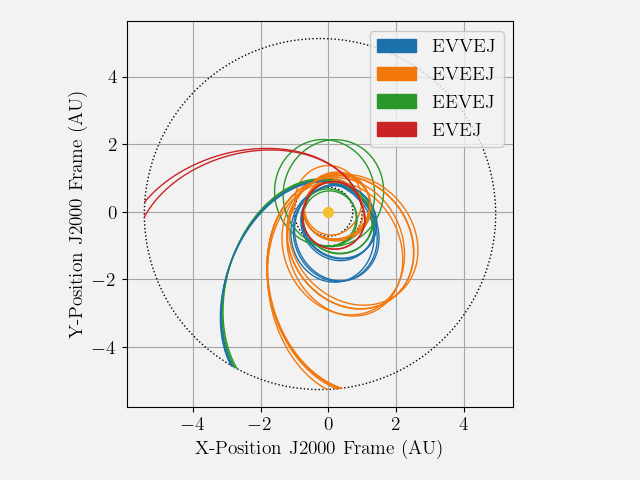 EVVEJ
EVEEJ
EEVEJ
EVEJ
4
2
0
−2
−4
Y-Position J2000 Frame (AU)
−4 −2 0 2 4
X-Position J2000 Frame (AU)